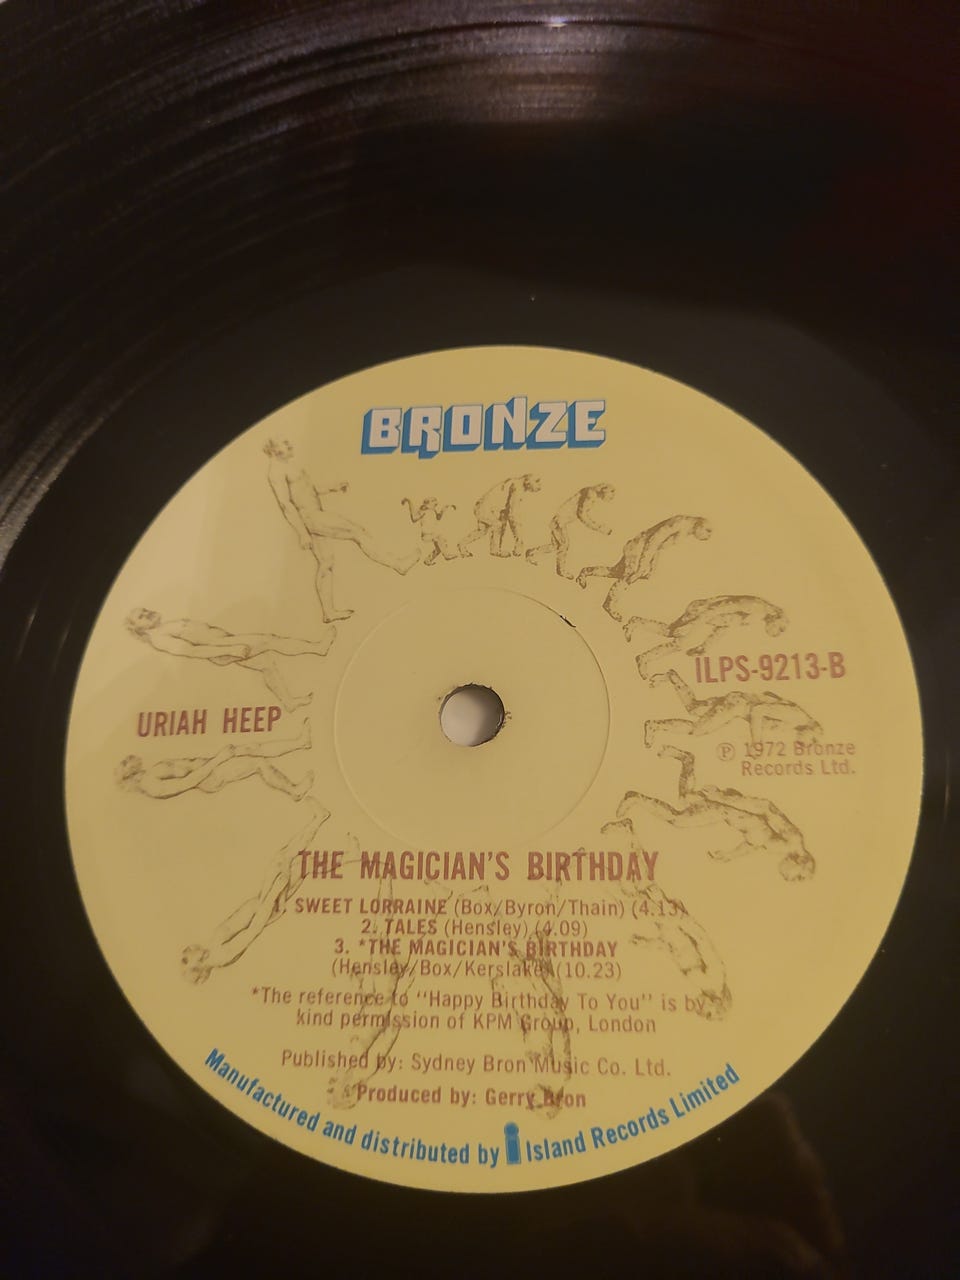 BRONZE
ILPS-9213-B
URIAH HEEP
℗ 1972 Bronze
Records Ltd.
THE MAGICIAN'S BIRTHDAY
1. SWEET LORRAINE (Box/Byron/Thain) (4.13)
2. TALES (Hensley) (4.09)
3. *THE MAGICIAN'S BIRTHDAY
(Hensley/Box/Kerslake) (10.23)
*The reference to "Happy Birthday To You" is by
kind permission of KPM Group, London
Published by: Sydney Bron Music Co. Ltd.
Produced by: Gerry Bron
Manufactured and distributed by i Island Records Limited